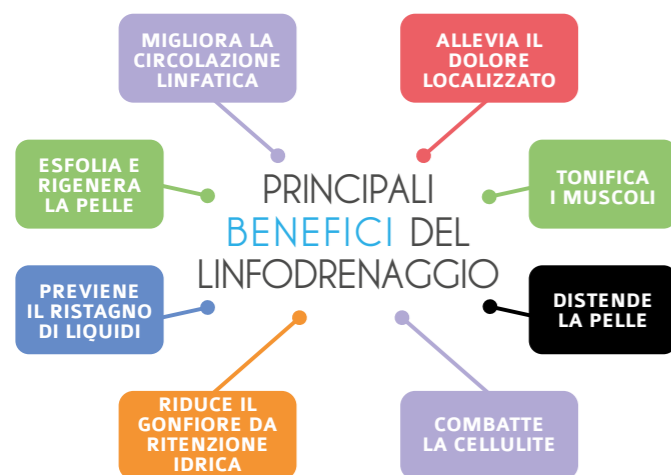 MIGLIORA LA
CIRCOLAZIONE
LINFATICA
ALLEVIA IL
DOLORE
LOCALIZZATO
ESFOLIA E
RIGENERA
LA PELLE
PRINCIPALI
BENEFICI DEL
LINFODRENAGGIO
TONIFICA
I MUSCOLI
PREVIENE
IL RISTAGNO
DI LIQUIDI
DISTENDE
LA PELLE
RIDUCE IL
GONFIORE DA
RITENZIONE
IDRICA
COMBATTE
LA CELLULITE